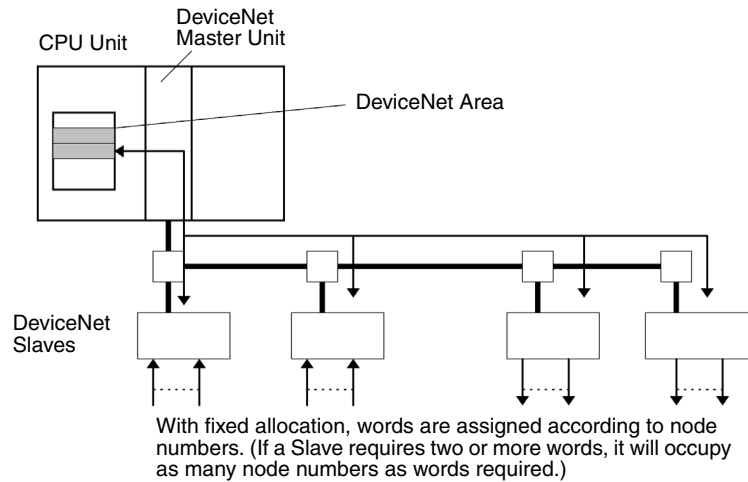 DeviceNet
Master Unit
CPU Unit
DeviceNet Area
DeviceNet
Slaves
With fixed allocation, words are assigned according to node
numbers. (If a Slave requires two or more words, it will occupy
as many node numbers as words required.)